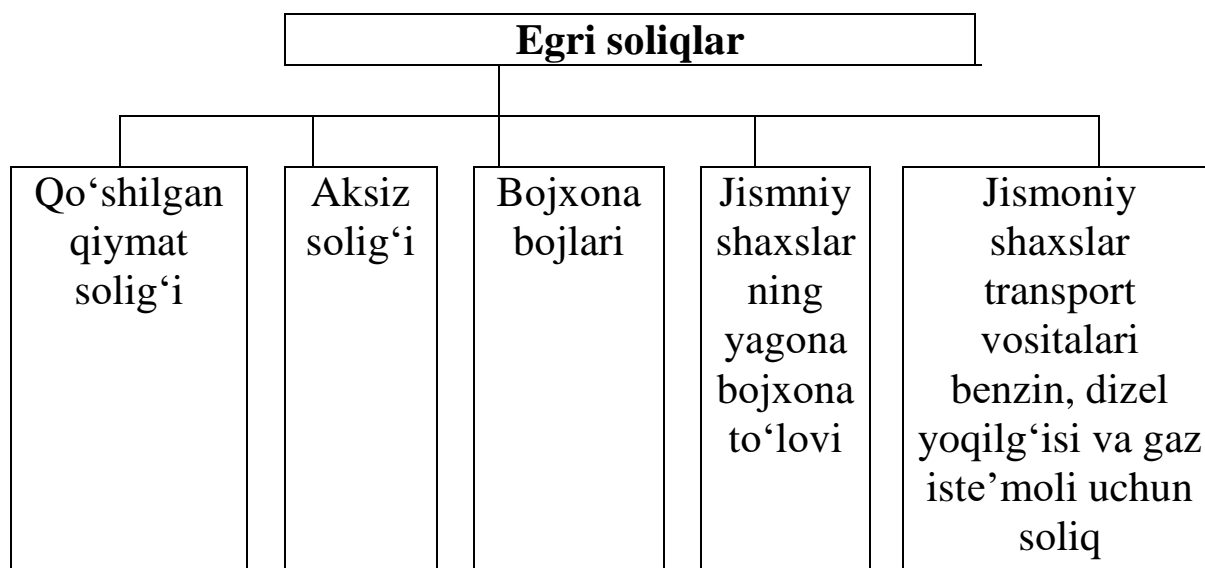 Egri soliqlar
Qo‘shilgan
qiymat
solig‘i
Aksiz
solig‘i
Bojxona
bojlari
Jismniy
shaxslar
ning
yagona
bojxona
to‘lovi
Jismoniy
shaxslar
transport
vositalari
benzin, dizel
yoqilg‘isi va gaz
iste’moli uchun
soliq